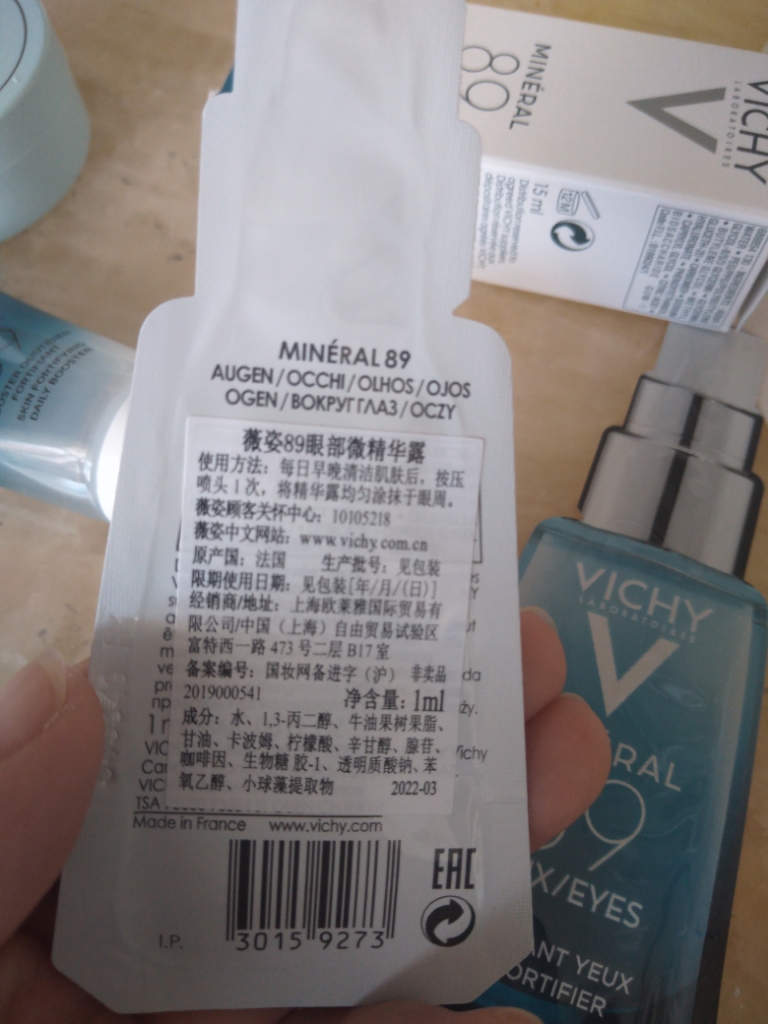 MINÉRAL
89
VICHY
LABORATOIRES
15 ml
12M
MINÉRAL 89
AUGEN/OCCHI/OLHOS/OJOS
OGEN/ВОКРУГ ГЛАЗ/OCZY
薇姿89眼部微精华露
使用方法：每日早晚清洁肌肤后，按压
喷头1次，将精华露均匀涂抹于眼周。
薇姿顾客关怀中心：10105218
薇姿中文网站：www.vichy.com.cn
原产国：法国 生产批号：见包装
限期使用日期：见包装[年/月/(日)]
经销商/地址：上海欧莱雅国际贸易有
限公司/中国（上海）自由贸易试验区
富特西一路 473 号二层 B17 室
备案编号：国妆网备进字（沪） 非卖品
2019000541 净含量：1ml
成分：水、1,3-丙二醇、牛油果树果脂、
甘油、卡波姆、柠檬酸、辛甘醇、腺苷、
咖啡因、生物糖 胶-1、透明质酸钠、苯
氧乙醇、小球藻提取物 2022-03
TSA
Made in France www.vichy.com
EAC
I.P.
3015 9273
SKIN FORTIFYING
DAILY BOOSTER
VICHY
LABORATOIRES
RAL
9
X/EYES
ANT YEUX
ORTIFIER